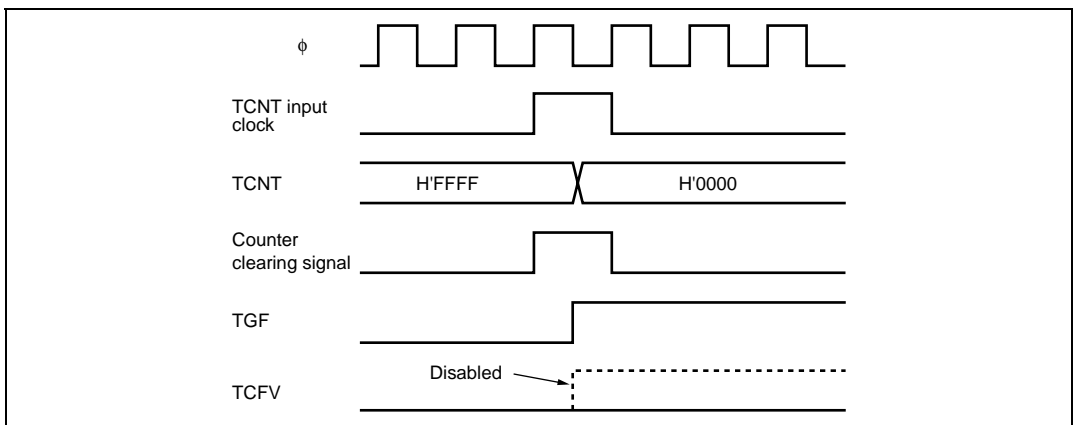 ϕ
TCNT input
clock
TCNT
H'FFFF
H'0000
Counter
clearing signal
TGF
Disabled
TCFV